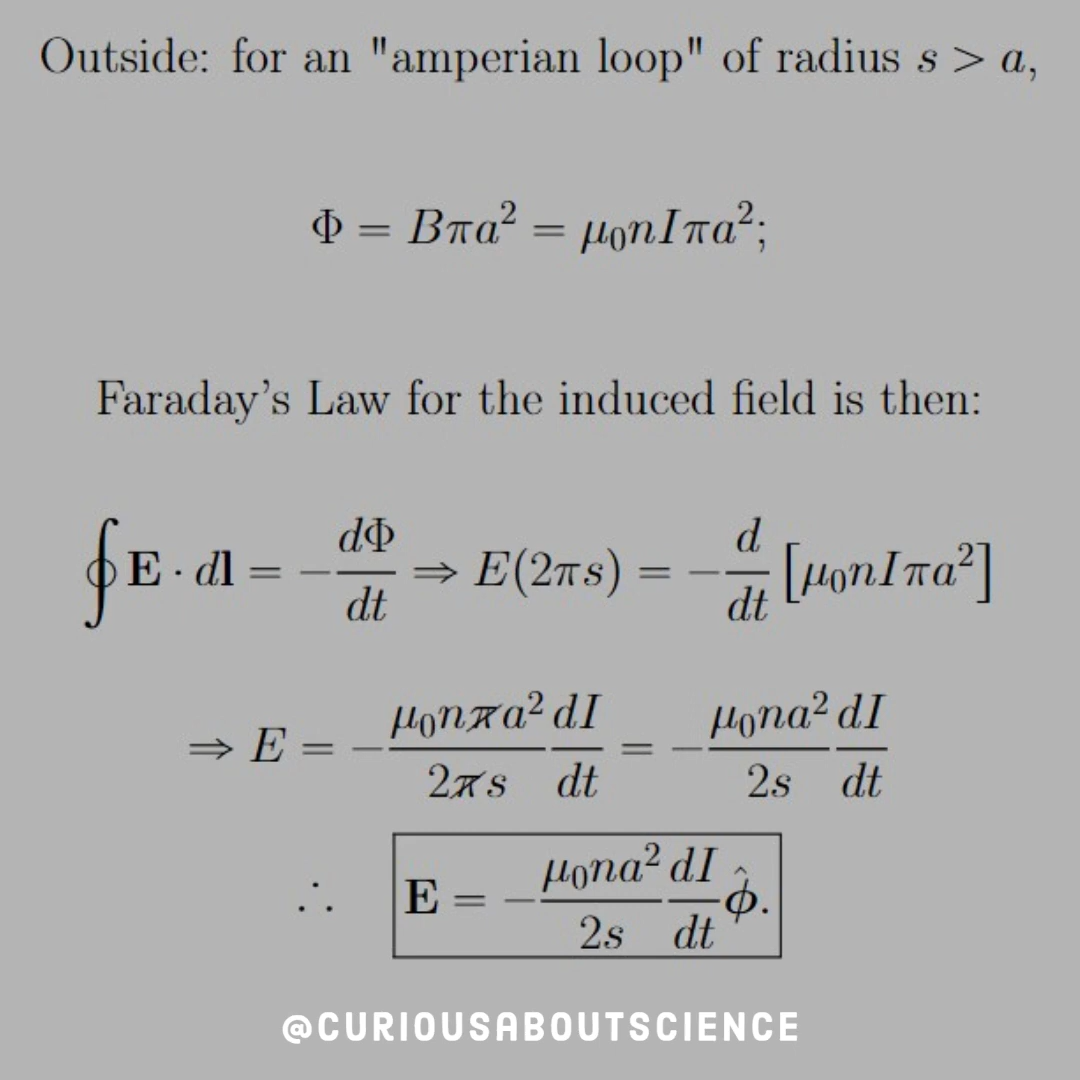 Outside: for an "amperian loop" of radius s > a,
Φ = Bπa² = μ₀nIπa²;
Faraday's Law for the induced field is then:
∮ E · dl = −dΦ/dt ⇒ E(2πs) = −d/dt [μ₀nIπa²]
⇒ E = −(μ₀nπa²/2πs) dI/dt = −(μ₀na²/2s) dI/dt
∴ E = −(μ₀na²/2s) dI/dt ϕ̂.
@CURIOUSABOUTSCIENCE